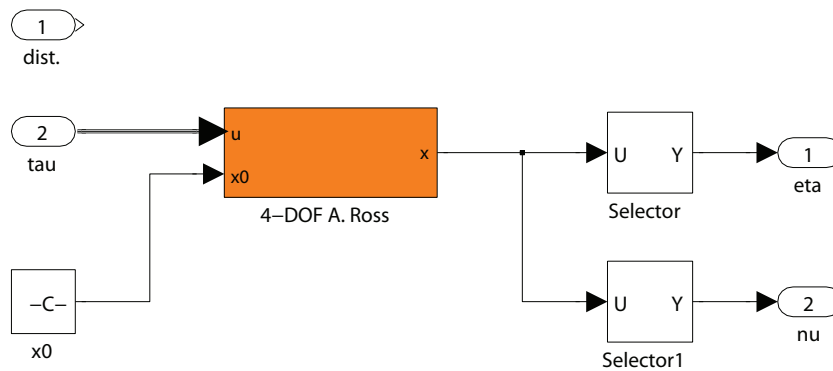 1
dist.
2
tau
u
x0
x
4−DOF A. Ross
−C−
x0
U Y
Selector
1
eta
U Y
Selector1
2
nu